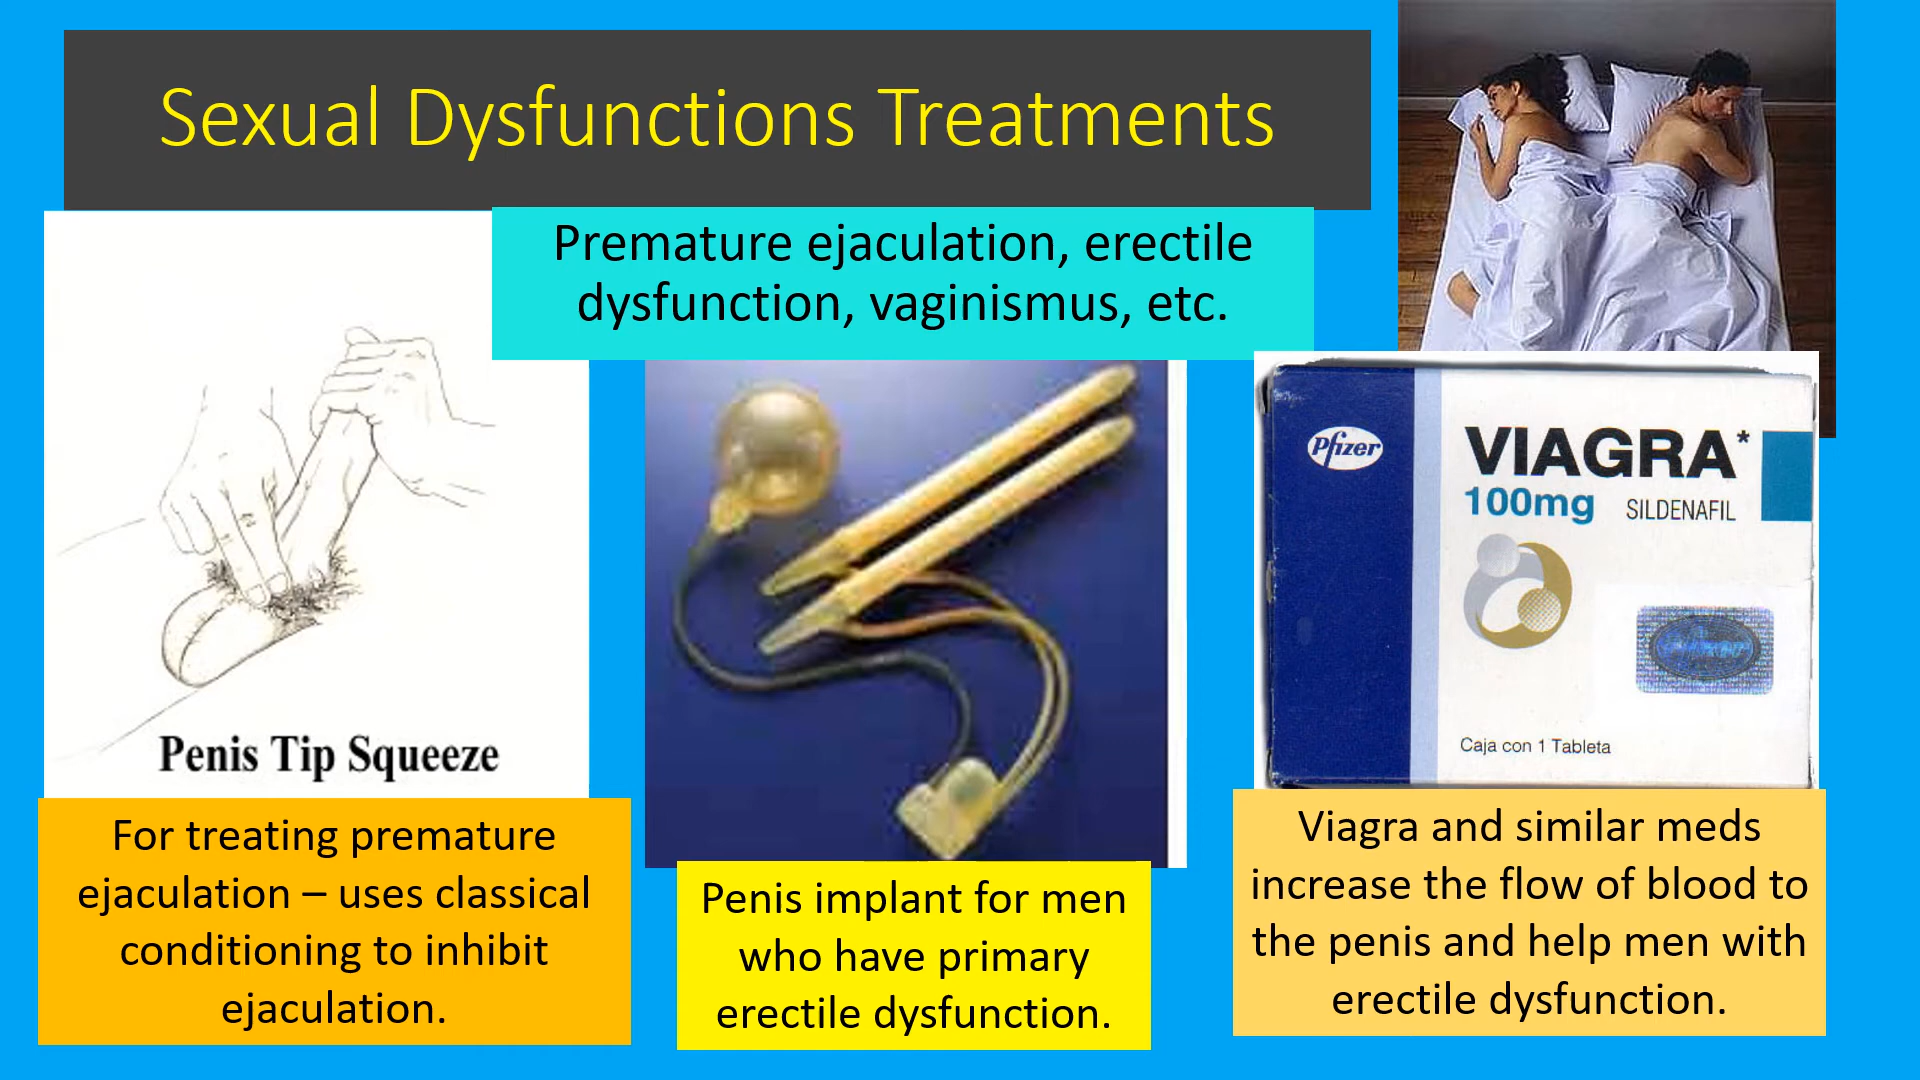 Sexual Dysfunctions Treatments
Premature ejaculation, erectile
dysfunction, vaginismus, etc.
Penis Tip Squeeze
For treating premature
ejaculation – uses classical
conditioning to inhibit
ejaculation.
Penis implant for men
who have primary
erectile dysfunction.
Pfizer
VIAGRA*
100mg SILDENAFIL
Pfizer
Caja con 1 Tableta
Viagra and similar meds
increase the flow of blood to
the penis and help men with
erectile dysfunction.